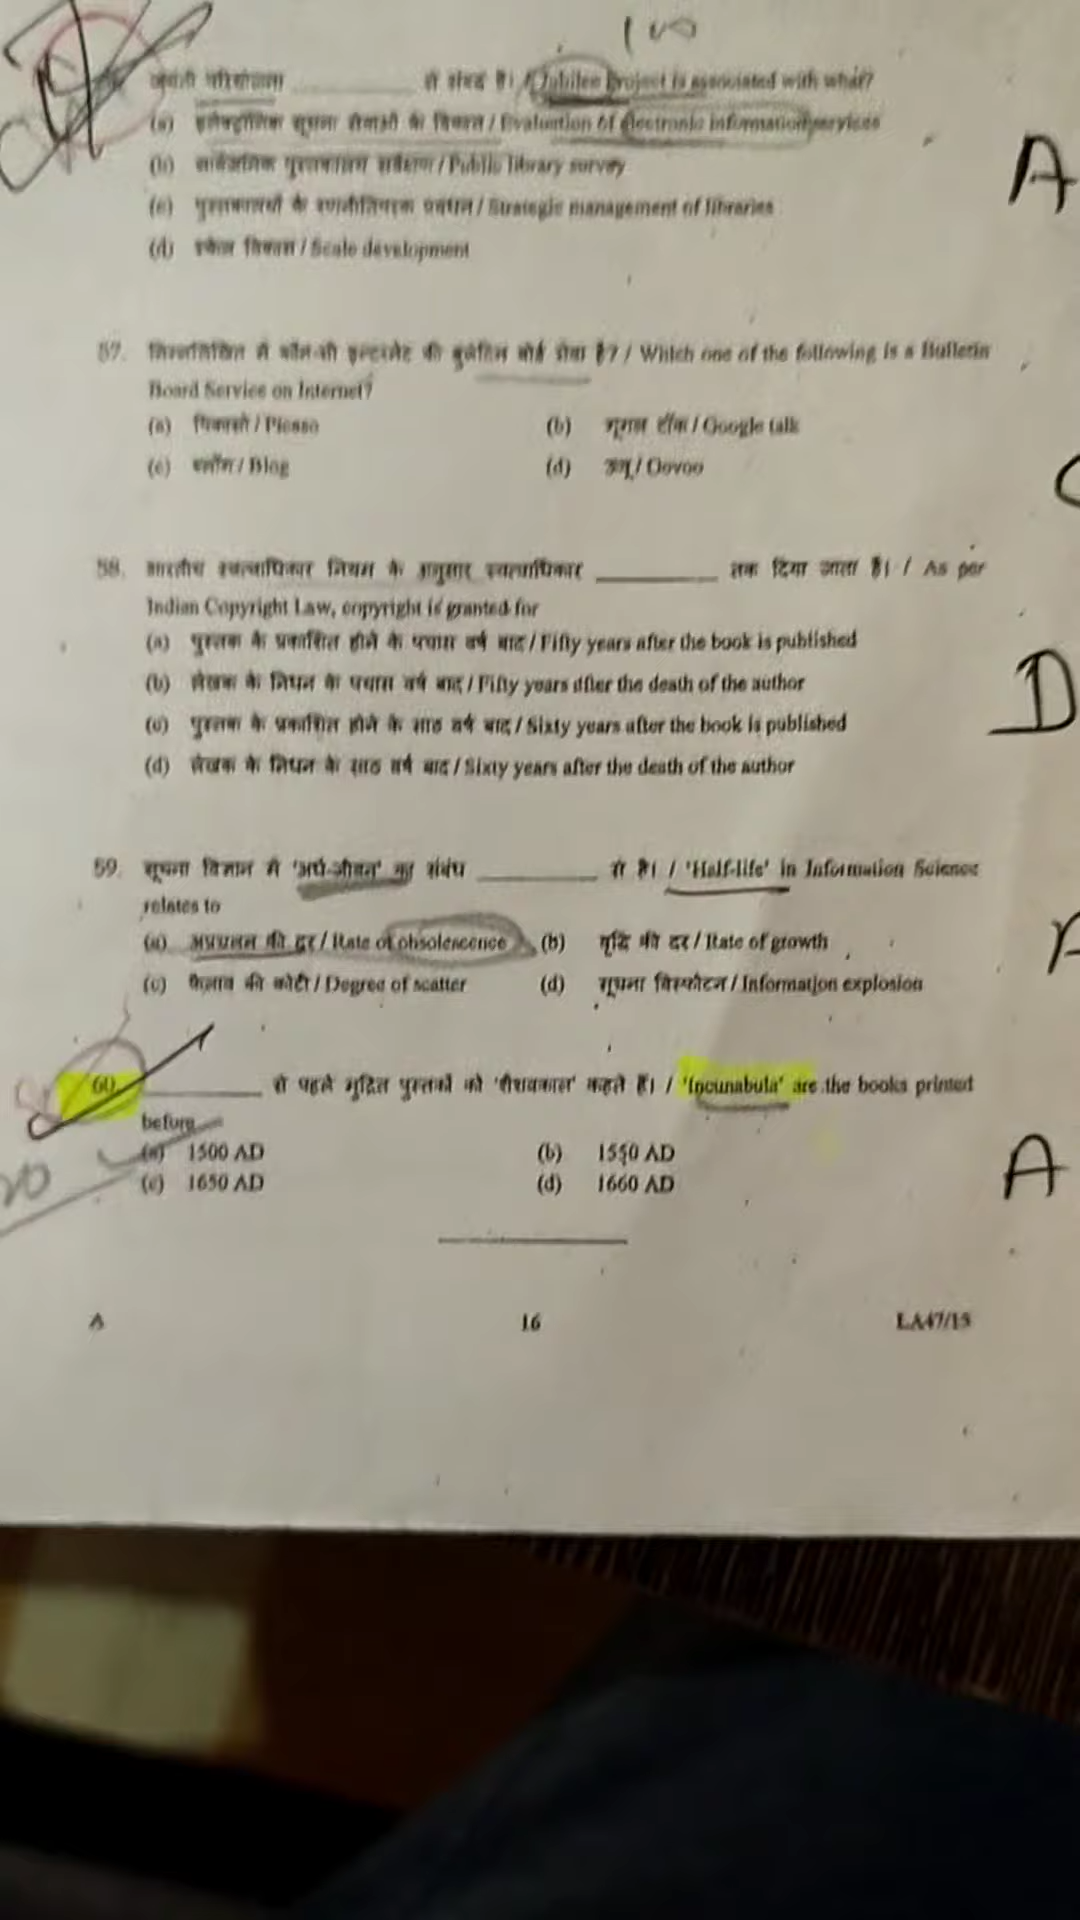 100
जुबली परियोजना __________ से संबद्ध है। / Jubilee Project is associated with what?
(a) इलेक्ट्रॉनिक सूचना सेवाओं के विकास / Evaluation of electronic information services
(b) सार्वजनिक पुस्तकालय सर्वेक्षण / Public library survey
(c) पुस्तकालयों के रणनीतिपरक प्रबंधन / Strategic management of libraries
(d) स्केल विकास / Scale development
A
57. निम्नलिखित में कौन-सी इन्टरनेट की बुलेटिन बोर्ड सेवा है? / Which one of the following is a Bulletin
Board Service on Internet?
(a) पिकासो / Picsso (b) गूगल टॉक / Google talk
(c) ब्लॉग / Blog (d) ऊवू / Oovoo
C
58. भारतीय स्वत्वाधिकार नियम के अनुसार स्वत्वाधिकार __________ तक दिया जाता है। / As per
Indian Copyright Law, copyright is granted for
(a) पुस्तक के प्रकाशित होने के पचास वर्ष बाद / Fifty years after the book is published
(b) लेखक के निधन के पचास वर्ष बाद / Fifty years after the death of the author
(c) पुस्तक के प्रकाशित होने के साठ वर्ष बाद / Sixty years after the book is published
(d) लेखक के निधन के साठ वर्ष बाद / Sixty years after the death of the author
D
59. सूचना विज्ञान में 'अर्ध-जीवन' का संबंध __________ से है। / 'Half-life' in Information Science
relates to
(a) अप्रचलन की दर / Rate of obsolescence (b) वृद्धि की दर / Rate of growth
(c) फैलाव की कोटी / Degree of scatter (d) सूचना विस्फोटन / Information explosion
A
60. __________ से पहले मुद्रित पुस्तकों को 'शैशवकाल' कहते हैं। / 'Incunabula' are the books printed
before
(a) 1500 AD (b) 1550 AD
(c) 1650 AD (d) 1660 AD
A
A 16 LA47/15